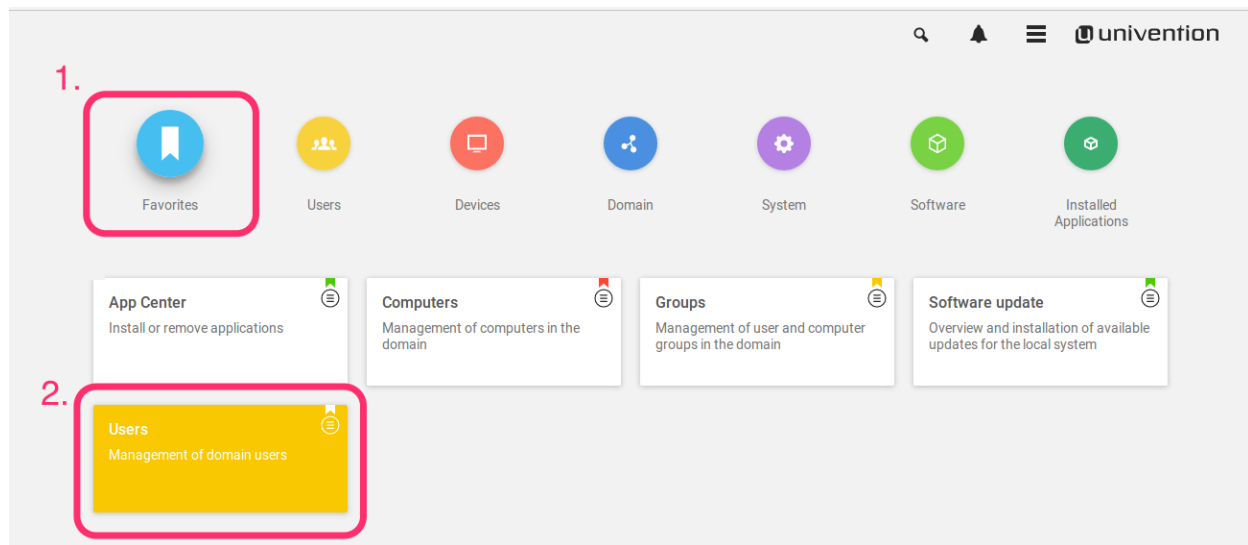 univention
1.
Favorites
Users
Devices
Domain
System
Software
Installed
Applications
App Center
Install or remove applications
Computers
Management of computers in the
domain
Groups
Management of user and computer
groups in the domain
Software update
Overview and installation of available
updates for the local system
2.
Users
Management of domain users